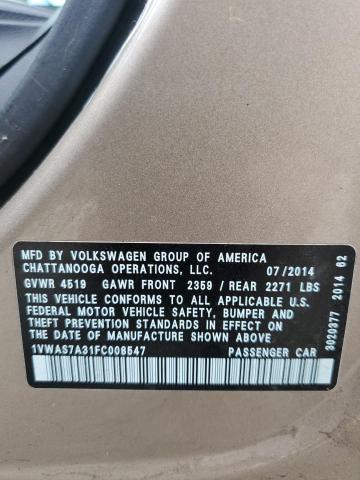 MFD BY VOLKSWAGEN GROUP OF AMERICA
CHATTANOOGA OPERATIONS, LLC. 07/2014
GVWR 4519 GAWR FRONT 2359 / REAR 2271 LBS
THIS CAR CONFORMS TO ALL APPLICABLE U.S.
FEDERAL MOTOR VEHICLE SAFETY, BUMPER AND
THEFT PREVENTION STANDARDS IN EFFECT ON
THE DATE OF MANUFACTURE SHOWN ABOVE
1VWAS7A31FC008547 PASSENGER CAR
3020377 2014 62